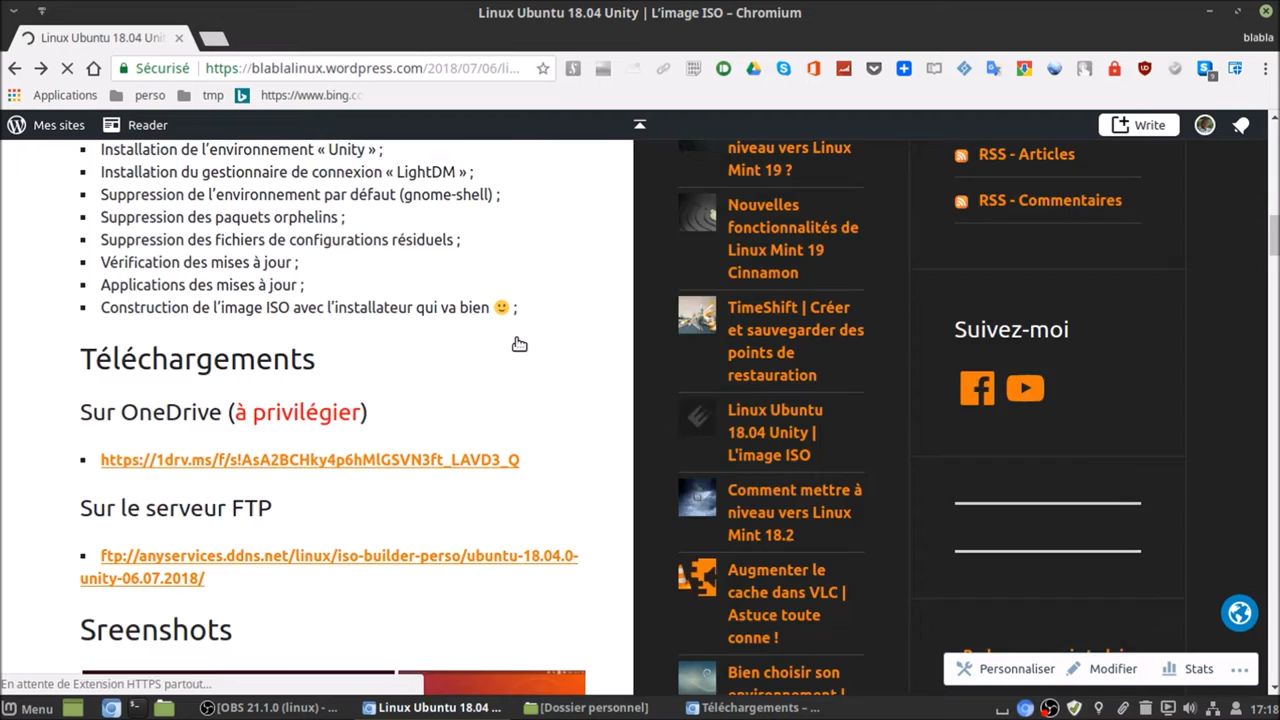 Linux Ubuntu 18.04 Unity | L'image ISO – Chromium
Linux Ubuntu 18.04 Unit
blabla
Sécurisé
https://blablalinux.wordpress.com/2018/07/06/li...
Applications
perso
tmp
https://www.bing.cc
Mes sites
Reader
Write
Installation de l'environnement « Unity » ;
Installation du gestionnaire de connexion « LightDM » ;
Suppression de l'environnement par défaut (gnome-shell) ;
Suppression des paquets orphelins ;
Suppression des fichiers de configurations résiduels ;
Vérification des mises à jour ;
Applications des mises à jour ;
Construction de l'image ISO avec l'installateur qui va bien 🙂 ;
Téléchargements
Sur OneDrive (à privilégier)
https://1drv.ms/f/s!AsA2BCHky4p6hMlGSVN3ft_LAVD3_Q
Sur le serveur FTP
ftp://anyservices.ddns.net/linux/iso-builder-perso/ubuntu-18.04.0-
unity-06.07.2018/
Sreenshots
niveau vers Linux
Mint 19 ?
Nouvelles
fonctionnalités de
Linux Mint 19
Cinnamon
TimeShift | Créer
et sauvegarder des
points de
restauration
Linux Ubuntu
18.04 Unity |
L'image ISO
Comment mettre à
niveau vers Linux
Mint 18.2
Augmenter le
cache dans VLC |
Astuce toute
conne !
Bien choisir son
environnement !
RSS - Articles
RSS - Commentaires
Suivez-moi
Personnaliser
Modifier
Stats
En attente de Extension HTTPS partout...
Menu
[OBS 21.1.0 (linux) - ...
Linux Ubuntu 18.04 ...
[Dossier personnel]
Téléchargements – ...
17:18